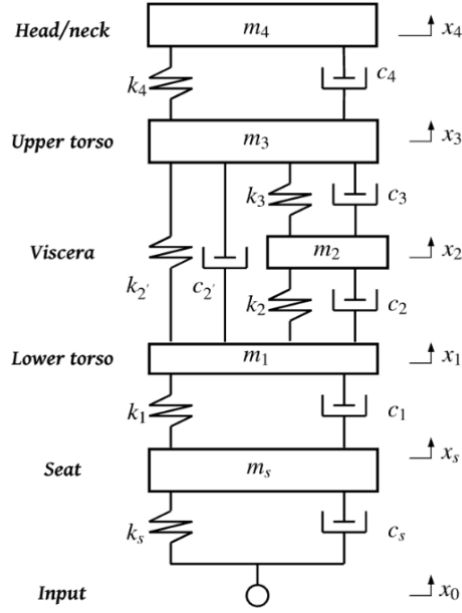 Head/neck m₄ x₄
k₄ c₄
Upper torso m₃ x₃
k₃ c₃
Viscera m₂ x₂
k₂′ c₂′ k₂ c₂
Lower torso m₁ x₁
k₁ c₁
Seat mₛ xₛ
kₛ cₛ
Input x₀